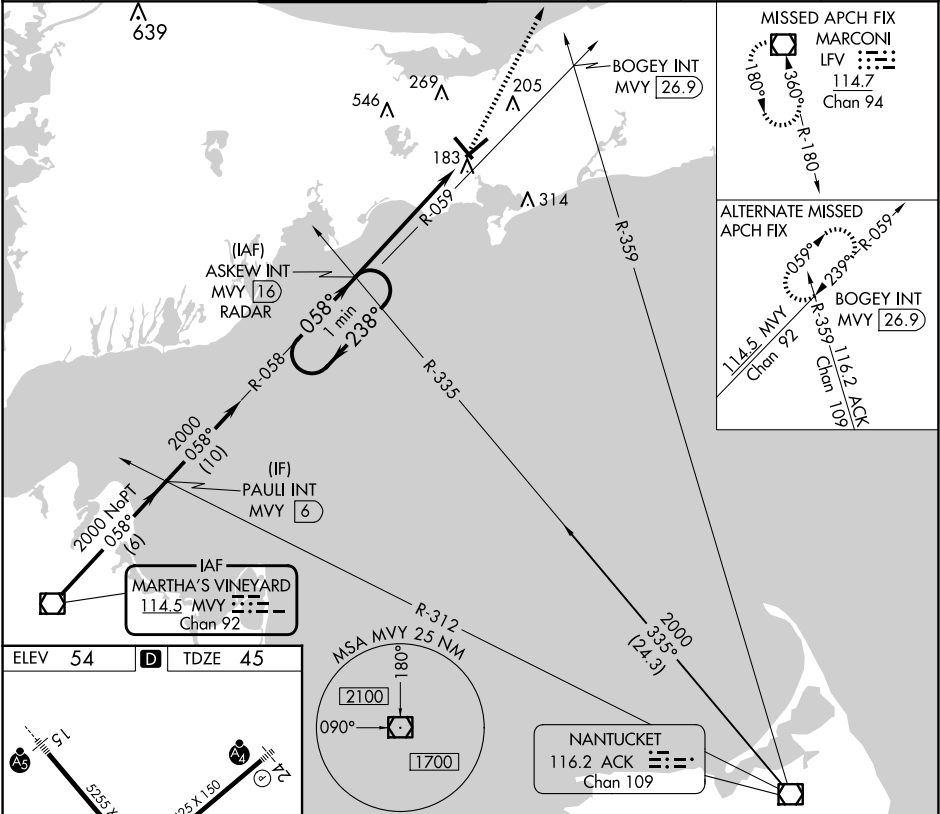 639
269
546
205
183
314
BOGEY INT
MVY 26.9
R-059
R-359
(IAF)
ASKEW INT
MVY 16
RADAR
058°
1 min
238°
R-058
R-335
2000
058°
(10)
(IF)
PAULI INT
MVY 6
2000 NoPT
058°
(6)
IAF
MARTHA'S VINEYARD
114.5 MVY
Chan 92
R-312
2000
335°
(24.3)
NANTUCKET
116.2 ACK
Chan 109
MSA MVY 25 NM
180°
2100
090°
1700
MISSED APCH FIX
MARCONI
LFV
114.7
Chan 94
180°
360°
R-180
ALTERNATE MISSED
APCH FIX
059°
239°
R-059
BOGEY INT
MVY 26.9
114.5 MVY
Chan 92
R-359
116.2 ACK
Chan 109
ELEV 54 D TDZE 45
15
A5
A4
24
P
5255 X
25 X 150